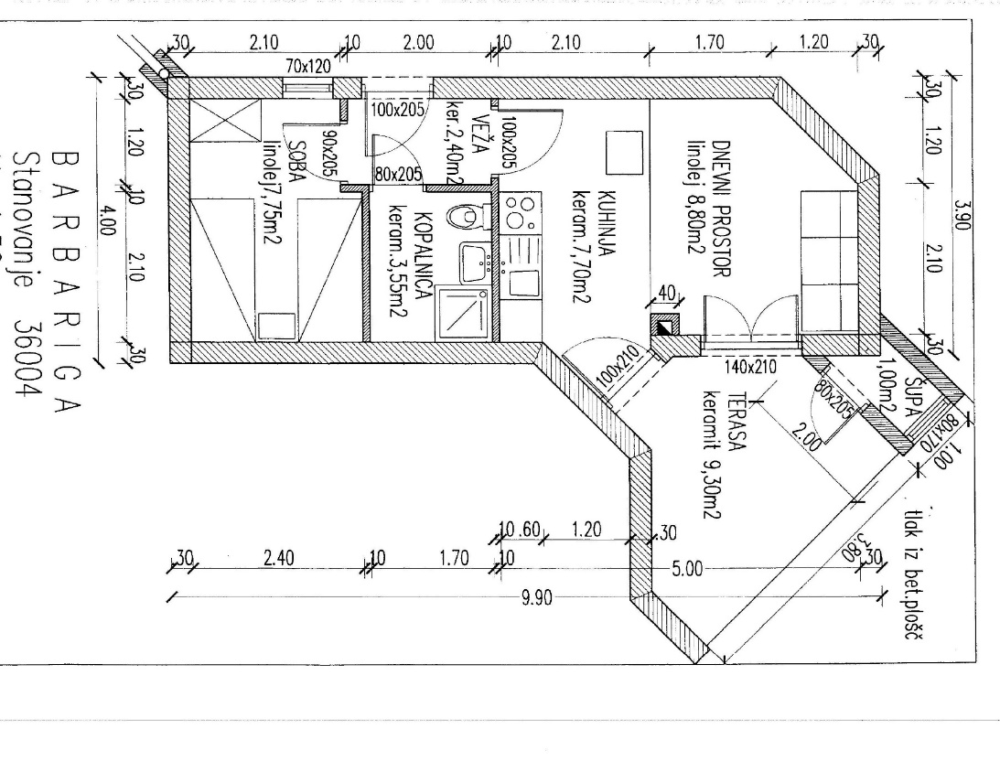 30 2.10 10 2.00 10 2.10 1.70 1.20 30
70x120
100x205
VEŽA
ker.2,40m2
100x205
90x205
80x205
SOBA
linolej7,75m2
KOPALNICA
keram.3,55m2
KUHINJA
keram.7,70m2
DNEVNI PROSTOR
linolej 8,80m2
40
100x210
140x210
TERASA
keramit 9,30m2
2.00
80x205
ŠUPA
1,00m2
80x170
1.00
3.80
tlak iz bet.plošč
30 1.20 2.10 30
3.90
30 1.20 10 2.10 30
4.00
10 .60 1.20 30
30 2.40 10 1.70 10 5.00 30
9.90
BARBARIGA
Stanovanje 36004